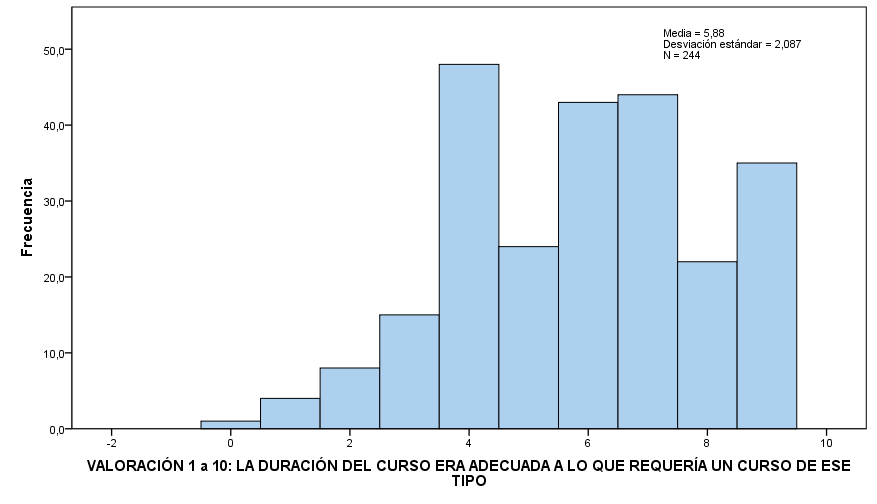 Media = 5,88
Desviación estándar = 2,087
N = 244
50,0
40,0
30,0
20,0
10,0
0,0
Frecuencia
-2
0
2
4
6
8
10
VALORACIÓN 1 a 10: LA DURACIÓN DEL CURSO ERA ADECUADA A LO QUE REQUERÍA UN CURSO DE ESE
TIPO